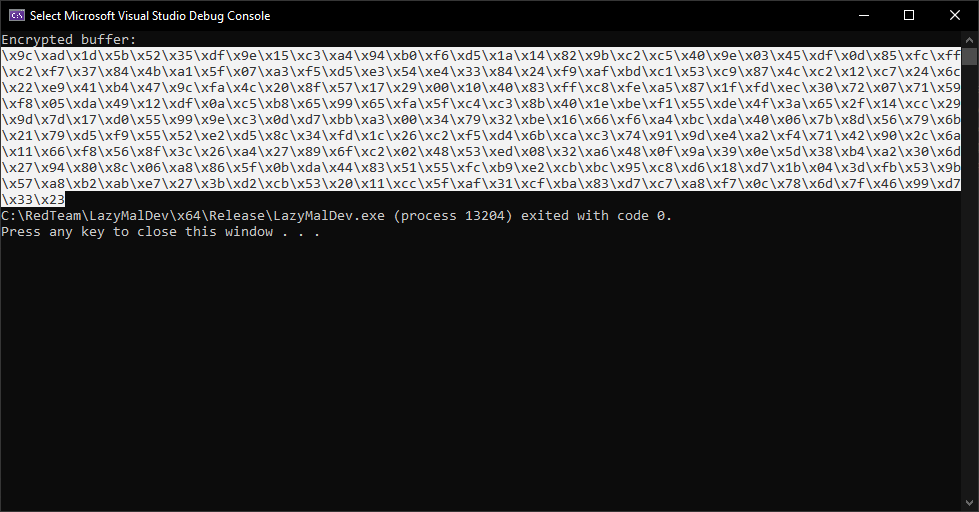 Select Microsoft Visual Studio Debug Console
Encrypted buffer:
\x9c\xad\x1d\x5b\x52\x35\xdf\x9e\x15\xc3\xa4\x94\xb0\xf6\xd5\x1a\x14\x82\x9b\xc2\xc5\x40\x9e\x03\x45\xdf\x0d\x85\xfc\xff
\xc2\xf7\x37\x84\x4b\xa1\x5f\x07\xa3\xf5\xd5\xe3\x54\xe4\x33\x84\x24\xf9\xaf\xbd\xc1\x53\xc9\x87\x4c\xc2\x12\xc7\x24\x6c
\x22\xe9\x41\xb4\x47\x9c\xfa\x4c\x20\x8f\x57\x17\x29\x00\x10\x40\x83\xff\xc8\xfe\xa5\x87\x1f\xfd\xec\x30\x72\x07\x71\x59
\xf8\x05\xda\x49\x12\xdf\x0a\xc5\xb8\x65\x99\x65\xfa\x5f\xc4\xc3\x8b\x40\x1e\xbe\xf1\x55\xde\x4f\x3a\x65\x2f\x14\xcc\x29
\x9d\x7d\x17\xd0\x55\x99\x9e\xc3\x0d\xd7\xbb\xa3\x00\x34\x79\x32\xbe\x16\x66\xf6\xa4\xbc\xda\x40\x06\x7b\x8d\x56\x79\x6b
\x21\x79\xd5\xf9\x55\x52\xe2\xd5\x8c\x34\xfd\x1c\x26\xc2\xf5\xd4\x6b\xca\xc3\x74\x91\x9d\xe4\xa2\xf4\x71\x42\x90\x2c\x6a
\x11\x66\xf8\x56\x8f\x3c\x26\xa4\x27\x89\x6f\xc2\x02\x48\x53\xed\x08\x32\xa6\x48\x0f\x9a\x39\x0e\x5d\x38\xb4\xa2\x30\x6d
\x27\x94\x80\x8c\x06\xa8\x86\x5f\x0b\xda\x44\x83\x51\x55\xfc\xb9\xe2\xcb\xbc\x95\xc8\xd6\x18\xd7\x1b\x04\x3d\xfb\x53\x9b
\x57\xa8\xb2\xab\xe7\x27\x3b\xd2\xcb\x53\x20\x11\xcc\x5f\xaf\x31\xcf\xba\x83\xd7\xc7\xa8\xf7\x0c\x78\x6d\x7f\x46\x99\xd7
\x33\x23
C:\RedTeam\LazyMalDev\x64\Release\LazyMalDev.exe (process 13204) exited with code 0.
Press any key to close this window . . .